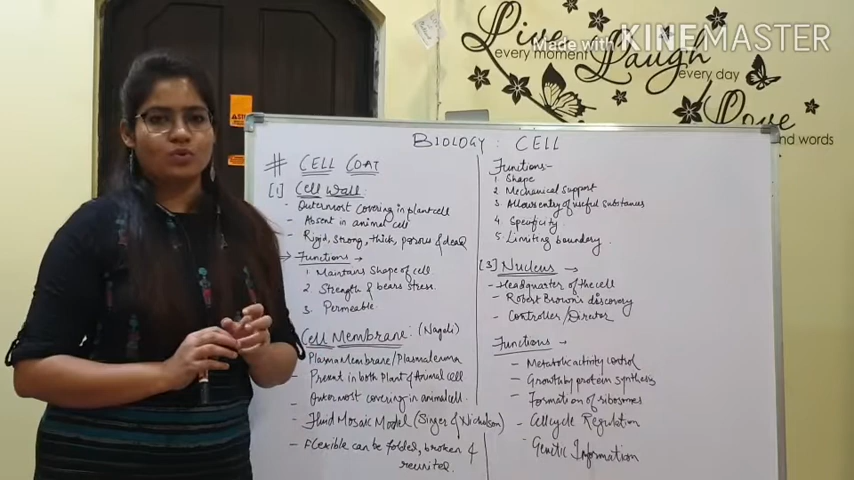 Made with KINEMASTER
Live
every moment
Laugh
every day
Love
beyond words
BIOLOGY : CELL
# CELL COAT
[1] Cell Wall
- Outermost covering in plant cell
- Absent in animal cell
- Rigid, strong, thick, porous & dead
→ Functions -
1 Maintains shape of cell
2. Strength & bears stress.
3. Permeable.
Cell Membrane : (Nageli)
Plasma Membrane/Plasmalemma
- Present in both Plant & Animal cell
- Outermost covering in animal cell.
- Fluid Mosaic Model (Singer & Nicholson)
- Flexible can be folded, broken & reunited.
Functions -
1. Shape
2. Mechanical Support
3. Allows entry of useful substances
4. Specificity
5 Limiting boundary.
[3] Nucleus →
- Headquarter of the cell
- Robert Brown's discovery
- Controller / Director
Functions -
- Metabolic activity control
- Growth by protein synthesis
- Formation of ribosomes
- Cell cycle Regulation
- Genetic Information